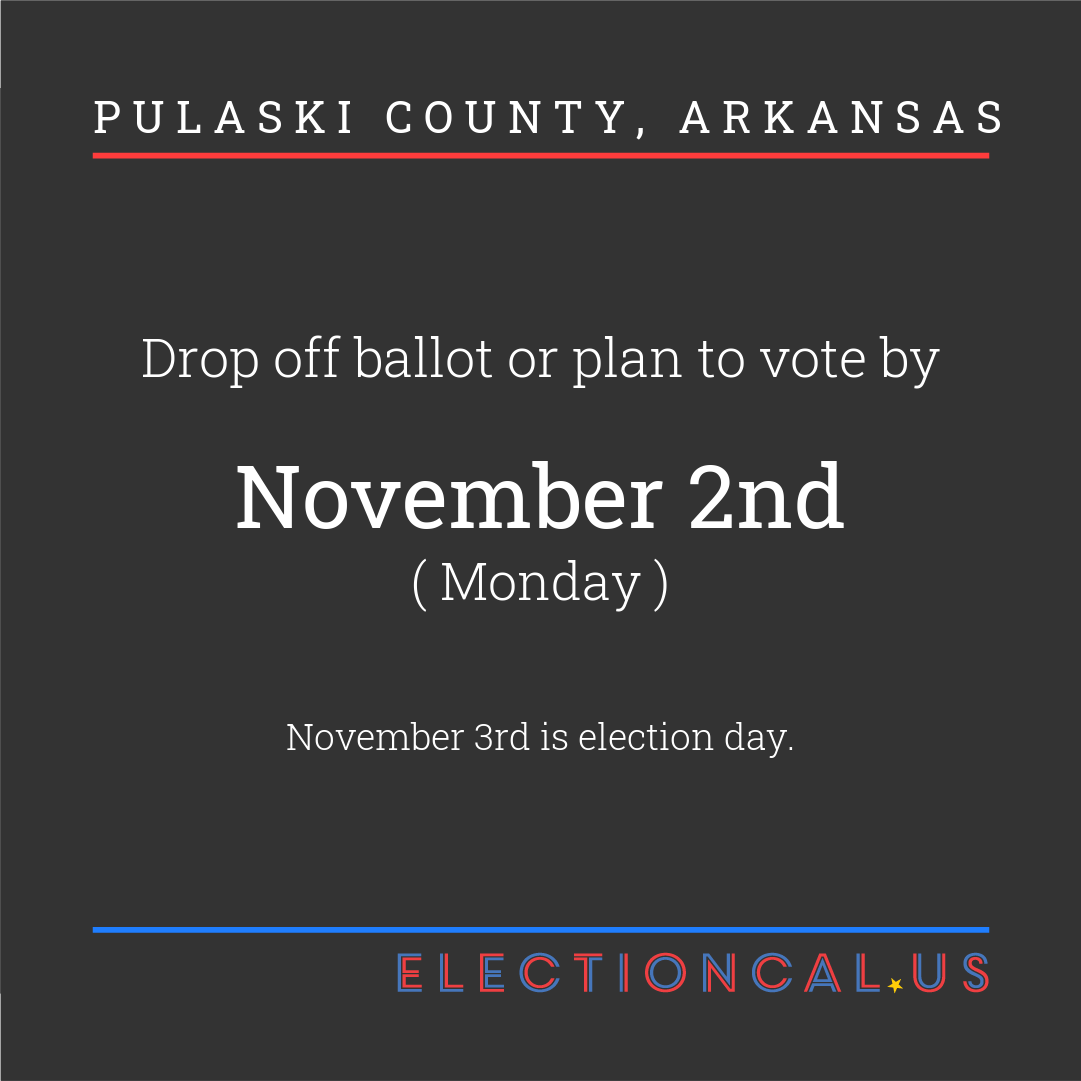 PULASKI COUNTY, ARKANSAS
Drop off ballot or plan to vote by
November 2nd
( Monday )
November 3rd is election day.
ELECTIONCAL.US